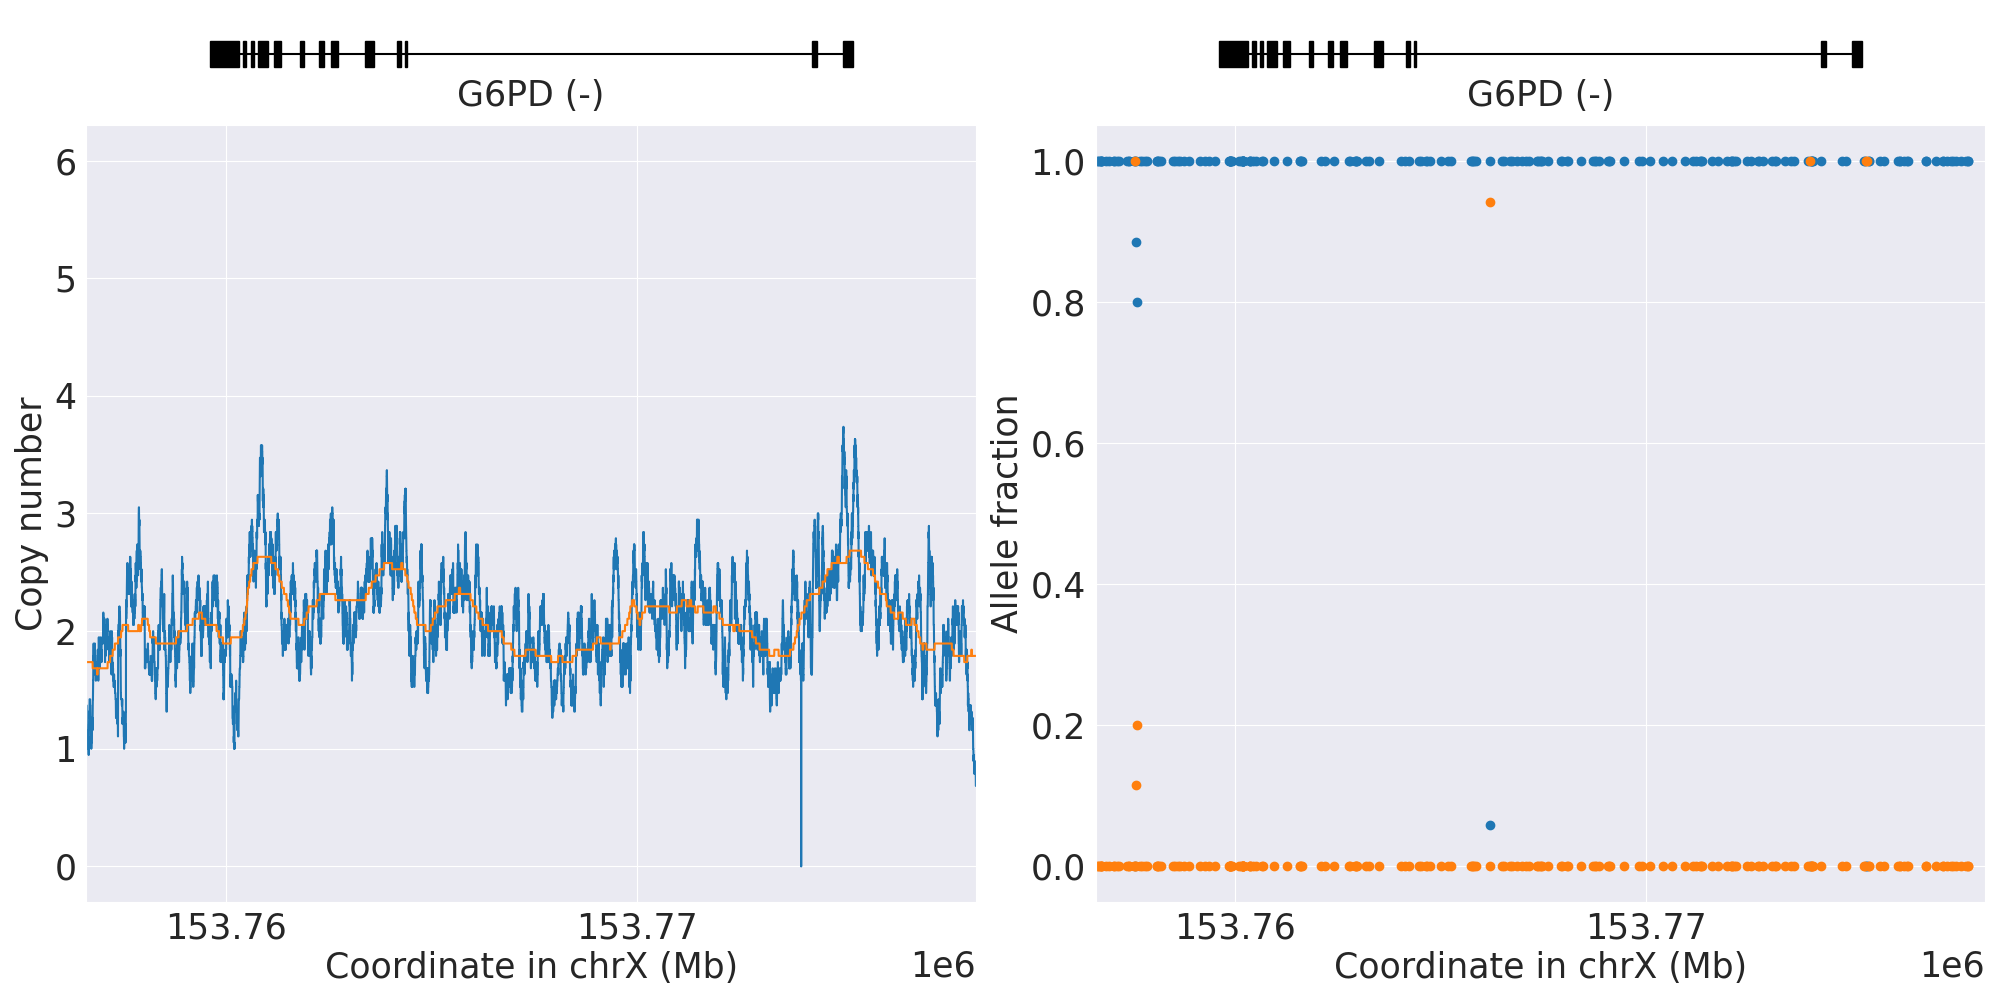 G6PD (-)
6
5
4
3
2
1
0
Copy number
153.76
153.77
Coordinate in chrX (Mb)
1e6
G6PD (-)
1.0
0.8
0.6
0.4
0.2
0.0
Allele fraction
153.76
153.77
Coordinate in chrX (Mb)
1e6